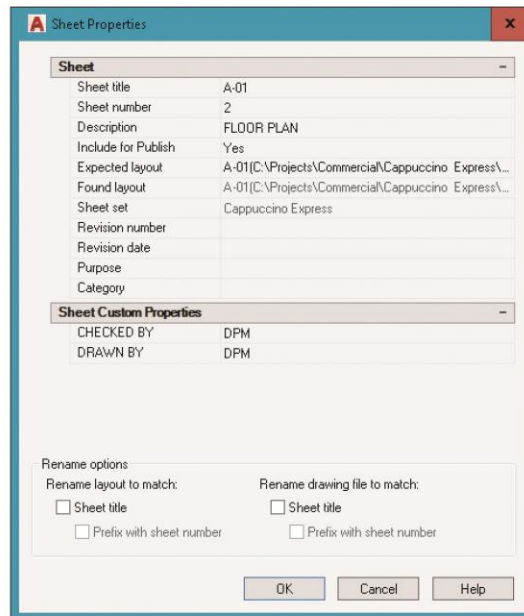 A Sheet Properties x
Sheet –
Sheet title A-01
Sheet number 2
Description FLOOR PLAN
Include for Publish Yes
Expected layout A-01(C:\Projects\Commercial\Cappuccino Express\...
Found layout A-01(C:\Projects\Commercial\Cappuccino Express\...
Sheet set Cappuccino Express
Revision number
Revision date
Purpose
Category
Sheet Custom Properties –
CHECKED BY DPM
DRAWN BY DPM
Rename options
Rename layout to match: Rename drawing file to match:
Sheet title Sheet title
Prefix with sheet number Prefix with sheet number
OK Cancel Help